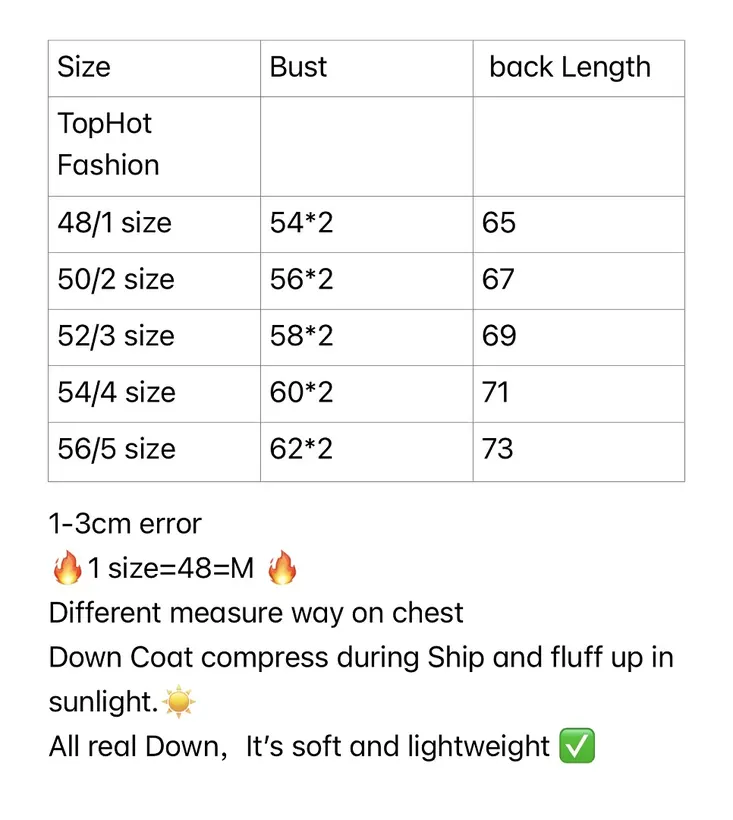 Size Bust back Length
TopHot
Fashion
48/1 size 54*2 65
50/2 size 56*2 67
52/3 size 58*2 69
54/4 size 60*2 71
56/5 size 62*2 73
1-3cm error
🔥1 size=48=M 🔥
Different measure way on chest
Down Coat compress during Ship and fluff up in
sunlight.☀️
All real Down，It's soft and lightweight ✅